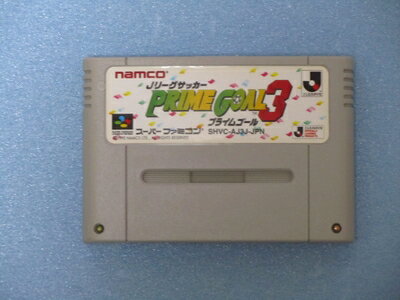 namco
Jリーグサッカー
PRIME GOAL 3
プライムゴール
J.LEAGUE
スーパーファミコン SHVC-AJ3J-JPN